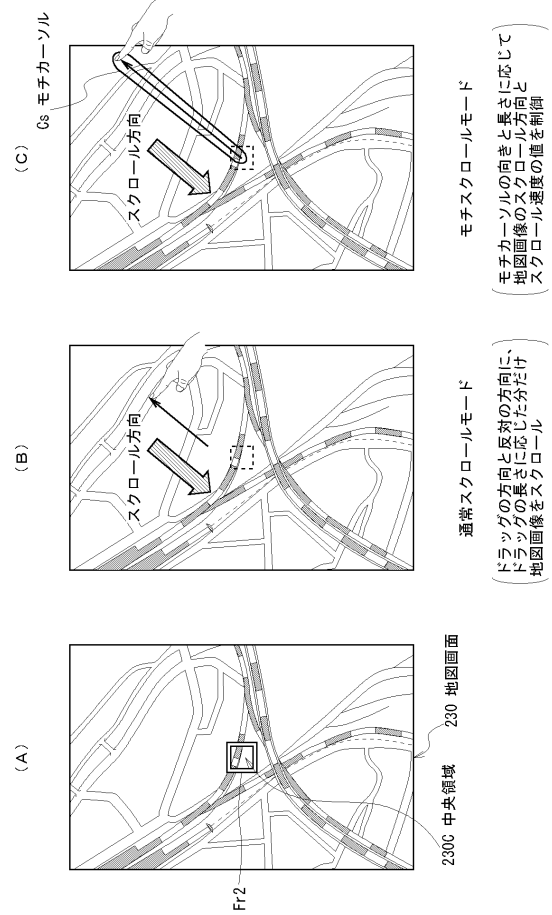 (A)
Fr2
230C 中央領域
230 地図画面
(B)
スクロール方向
通常スクロールモード
ドラッグの方向と反対の方向に、
ドラッグの長さに応じた分だけ
地図画像をスクロール
(C)
Cs モチカーソル
スクロール方向
モチスクロールモード
モチカーソルの向きと長さに応じて
地図画像のスクロール方向と
スクロール速度の値を制御